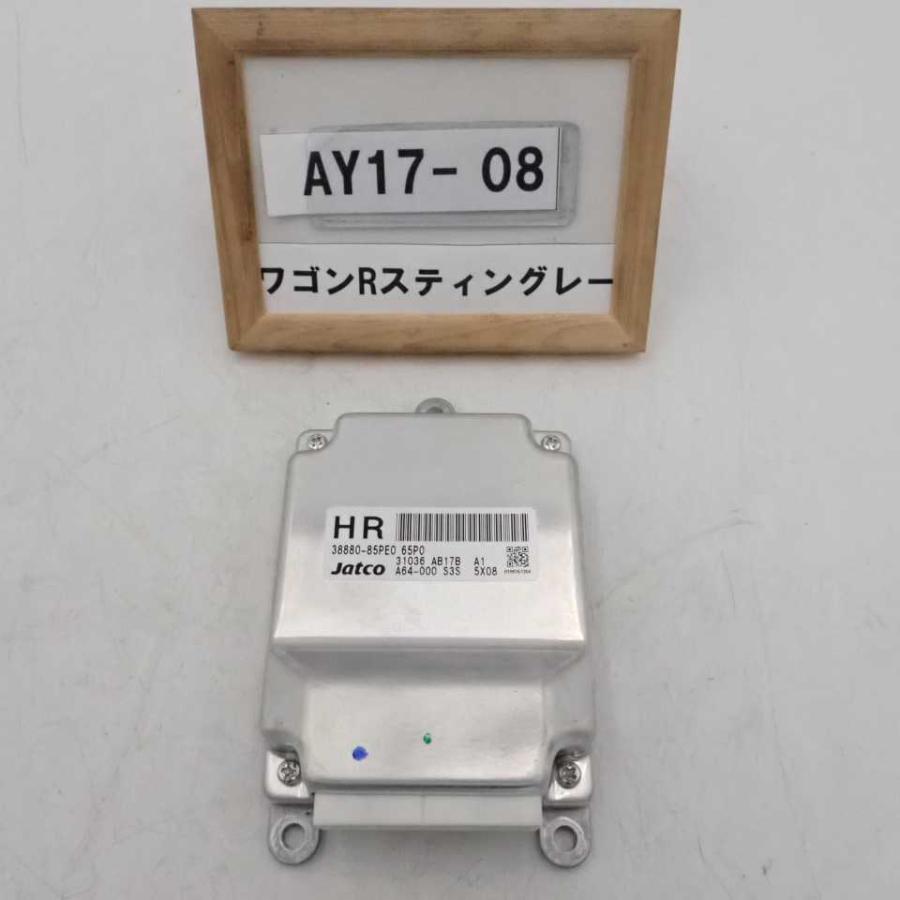 AY17- 08
ワゴンRスティングレー
HR
38880-85PE0 65P0
31036 AB17B A1
Jatco A64-000 S3S 5X08